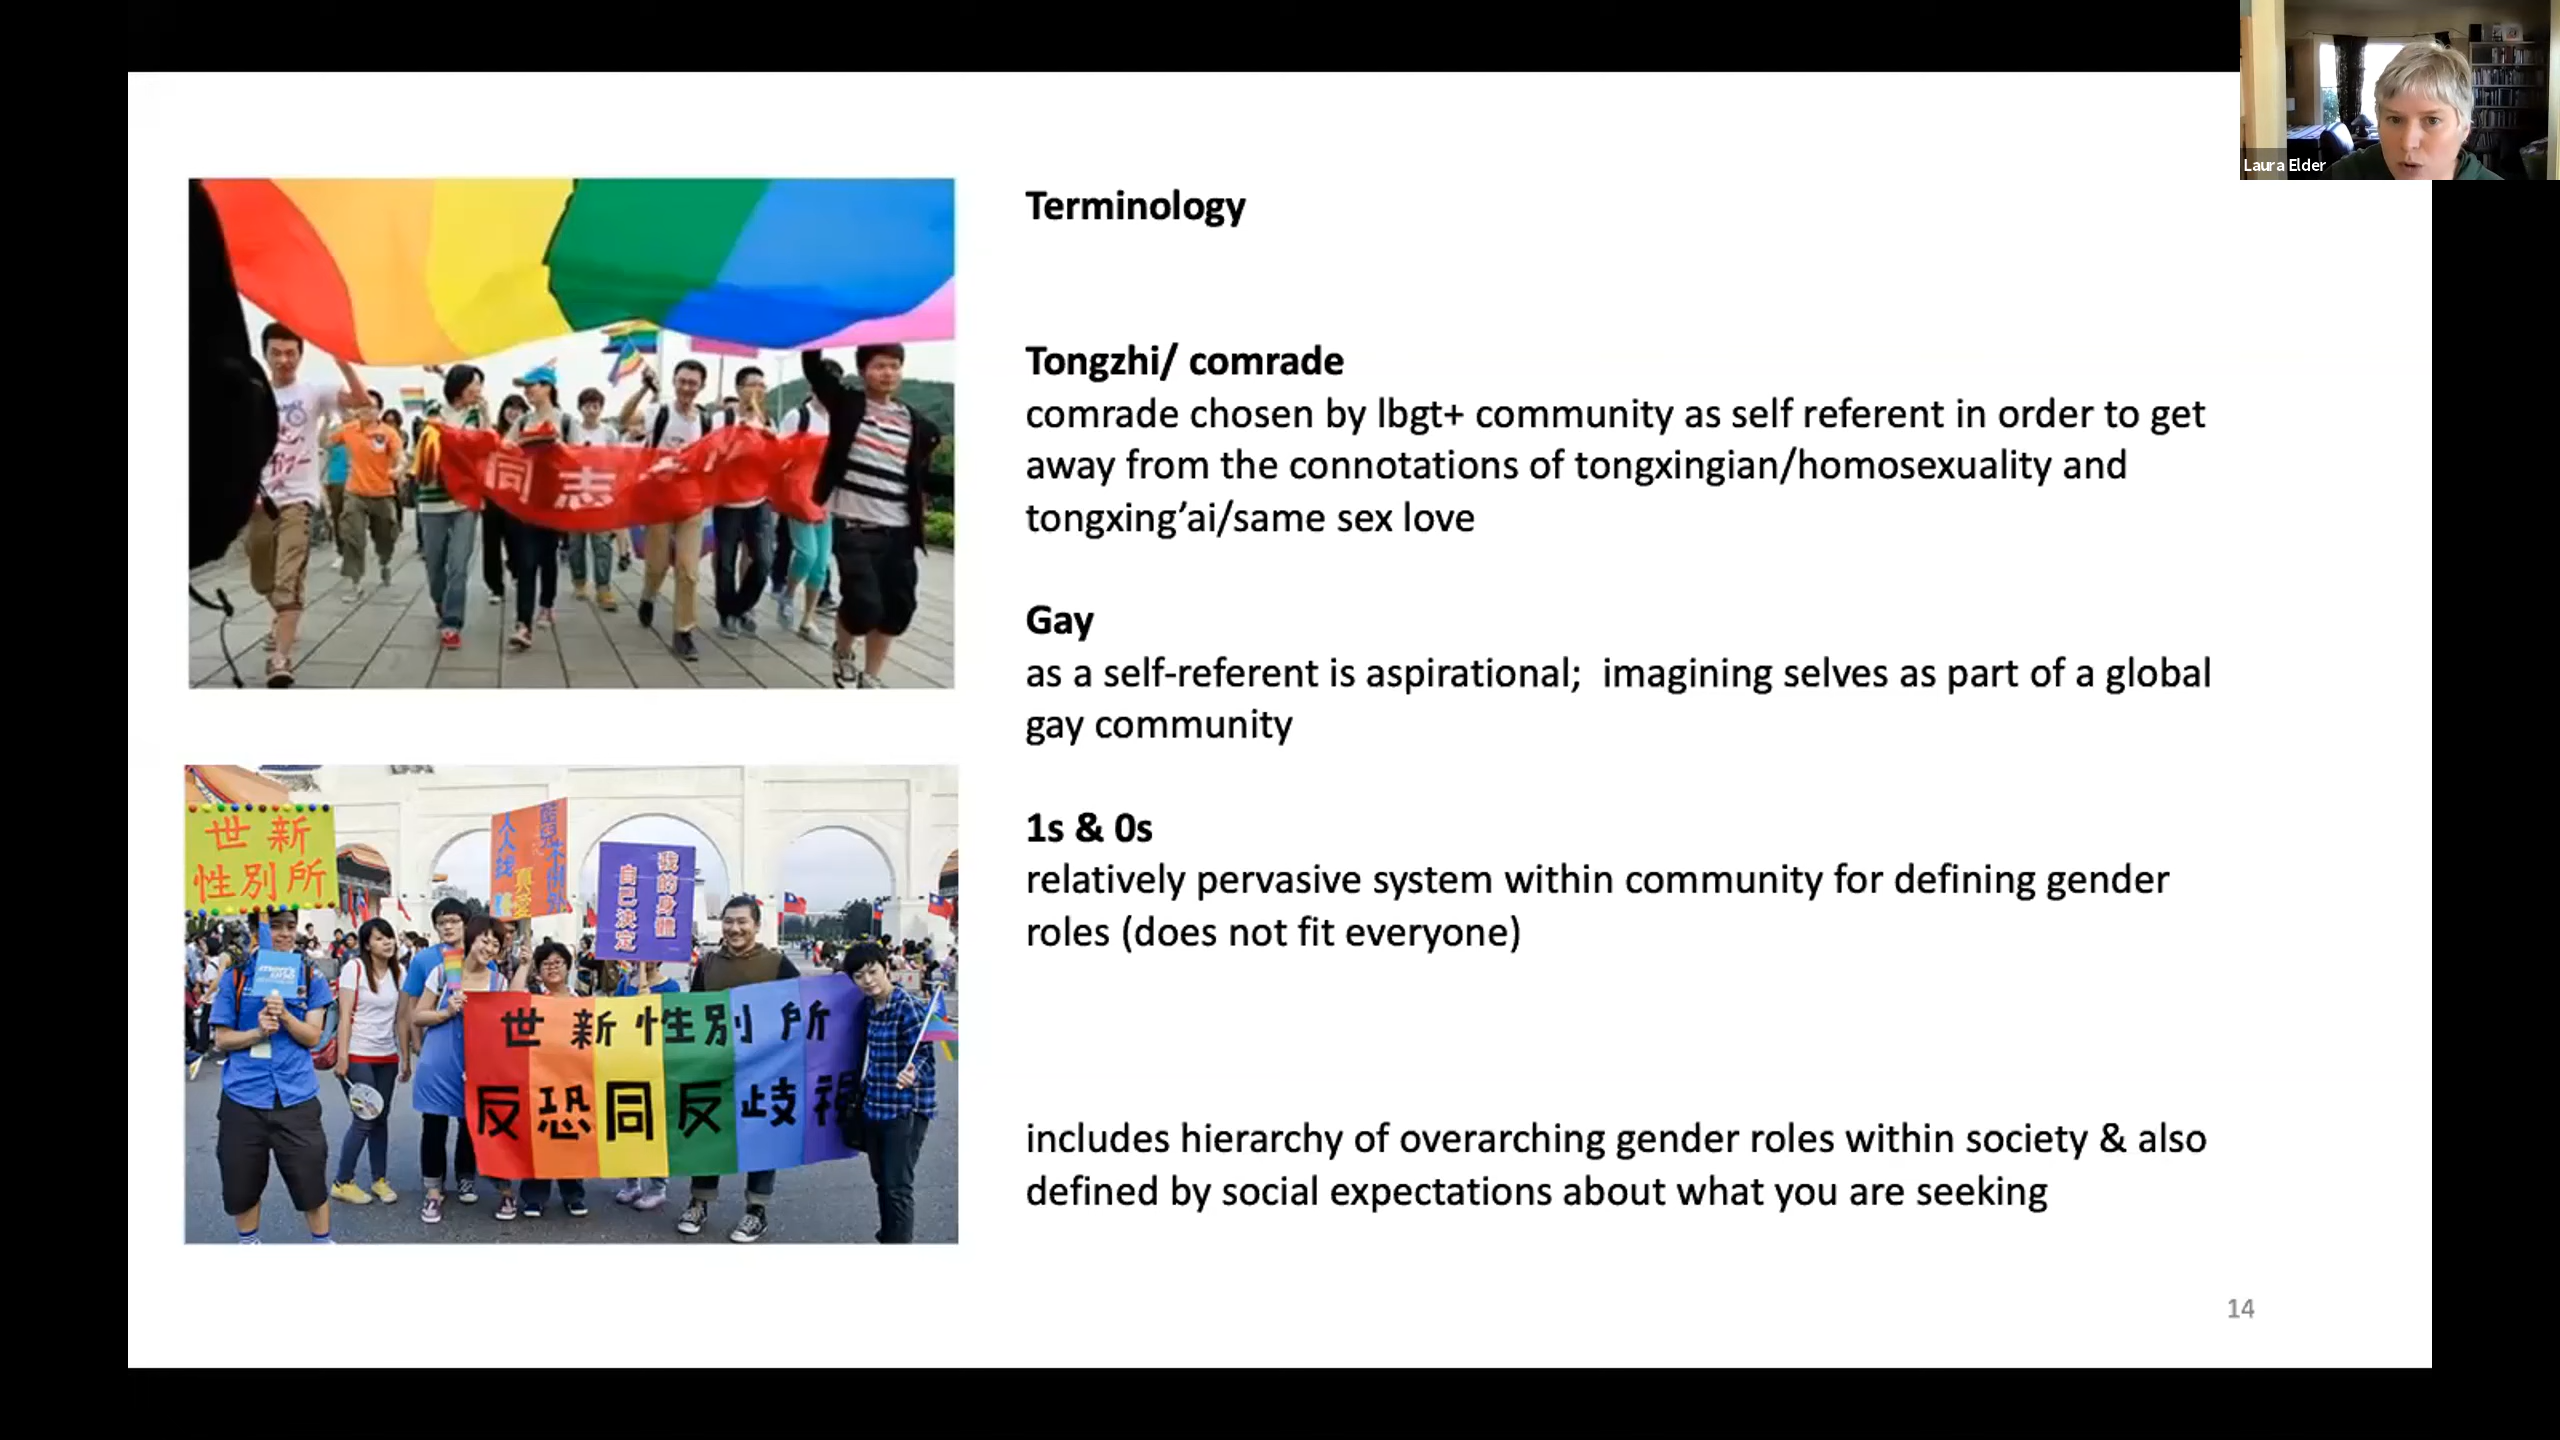 Laura Elder
Terminology
Tongzhi/ comrade
comrade chosen by lbgt+ community as self referent in order to get
away from the connotations of tongxingian/homosexuality and
tongxing’ai/same sex love
Gay
as a self-referent is aspirational;  imagining selves as part of a global
gay community
1s & 0s
relatively pervasive system within community for defining gender
roles (does not fit everyone)
includes hierarchy of overarching gender roles within society & also
defined by social expectations about what you are seeking
14
同志
世新
性別所
人人找
真愛
我的身體
自己決定
世新性別所
反恐同反歧視